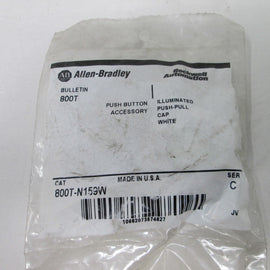 AB Allen-Bradley Rockwell Automation
BULLETIN
800T
PUSH BUTTON ILLUMINATED
ACCESSORY PUSH-PULL
CAP
WHITE
CAT MADE IN U.S.A. SER
800T-N159W C